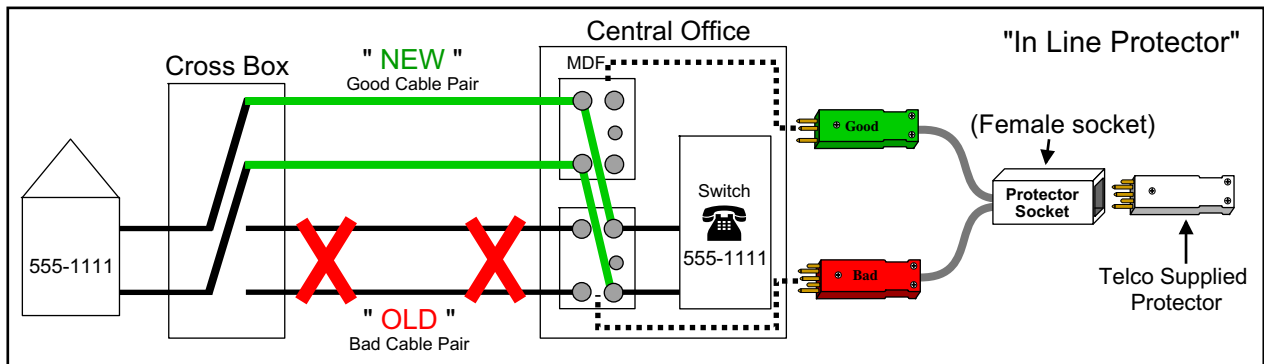 Central Office
"In Line Protector"
" NEW "
Good Cable Pair
Cross Box
MDF
Good
(Female socket)
Protector
Socket
Switch
555-1111
555-1111
Bad
Telco Supplied
Protector
" OLD "
Bad Cable Pair